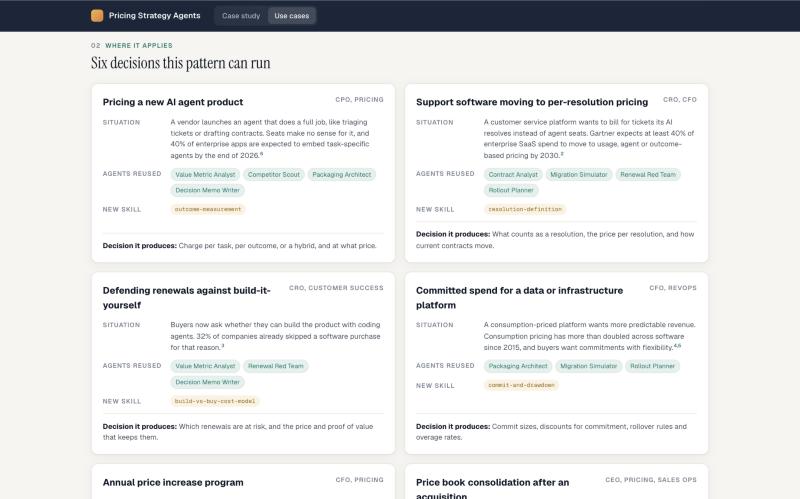 Pricing Strategy Agents
Case study
Use cases
02 WHERE IT APPLIES
Six decisions this pattern can run
Pricing a new AI agent product
CPO, PRICING
SITUATION
A vendor launches an agent that does a full job, like triaging
tickets or drafting contracts. Seats make no sense for it, and
40% of enterprise apps are expected to embed task-specific
agents by the end of 2026.6
AGENTS REUSED
Value Metric Analyst
Competitor Scout
Packaging Architect
Decision Memo Writer
NEW SKILL
outcome-measurement
Decision it produces: Charge per task, per outcome, or a hybrid, and at what price.
Support software moving to per-resolution pricing
CRO, CFO
SITUATION
A customer service platform wants to bill for tickets its AI
resolves instead of agent seats. Gartner expects at least 40% of
enterprise SaaS spend to move to usage, agent or outcome-
based pricing by 2030.2
AGENTS REUSED
Contract Analyst
Migration Simulator
Renewal Red Team
Rollout Planner
NEW SKILL
resolution-definition
Decision it produces: What counts as a resolution, the price per resolution, and how
current contracts move.
Defending renewals against build-it-
yourself
CRO, CUSTOMER SUCCESS
SITUATION
Buyers now ask whether they can build the product with coding
agents. 32% of companies already skipped a software purchase
for that reason.3
AGENTS REUSED
Value Metric Analyst
Renewal Red Team
Decision Memo Writer
NEW SKILL
build-vs-buy-cost-model
Decision it produces: Which renewals are at risk, and the price and proof of value
that keeps them.
Committed spend for a data or infrastructure
platform
CFO, REVOPS
SITUATION
A consumption-priced platform wants more predictable revenue.
Consumption pricing has more than doubled across software
since 2015, and buyers want commitments with flexibility.4,5
AGENTS REUSED
Packaging Architect
Migration Simulator
Rollout Planner
NEW SKILL
commit-and-drawdown
Decision it produces: Commit sizes, discounts for commitment, rollover rules and
overage rates.
Annual price increase program
CFO, PRICING
Price book consolidation after an
acquisition
CEO, PRICING, SALES OPS